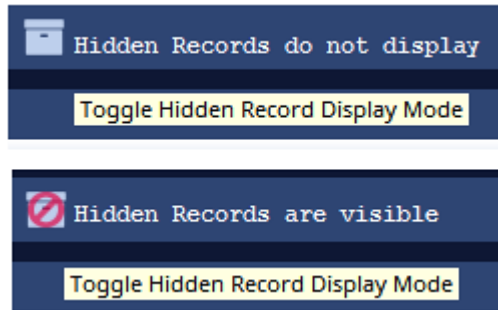 Hidden Records do not display
Toggle Hidden Record Display Mode
Hidden Records are visible
Toggle Hidden Record Display Mode